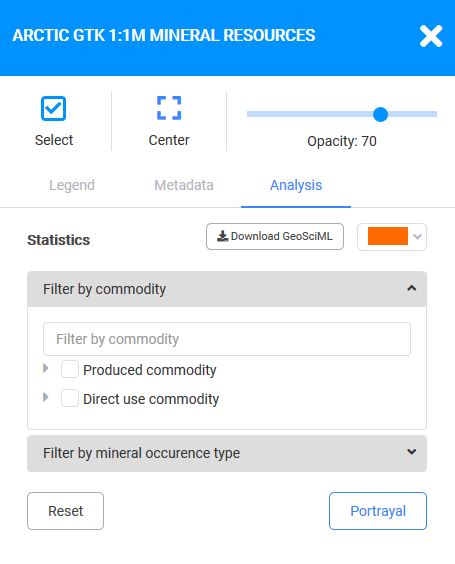 ARCTIC GTK 1:1M MINERAL RESOURCES
Select
Center
Opacity: 70
Legend
Metadata
Analysis
Statistics
Download GeoSciML
Filter by commodity
Filter by commodity
Produced commodity
Direct use commodity
Filter by mineral occurence type
Reset
Portrayal